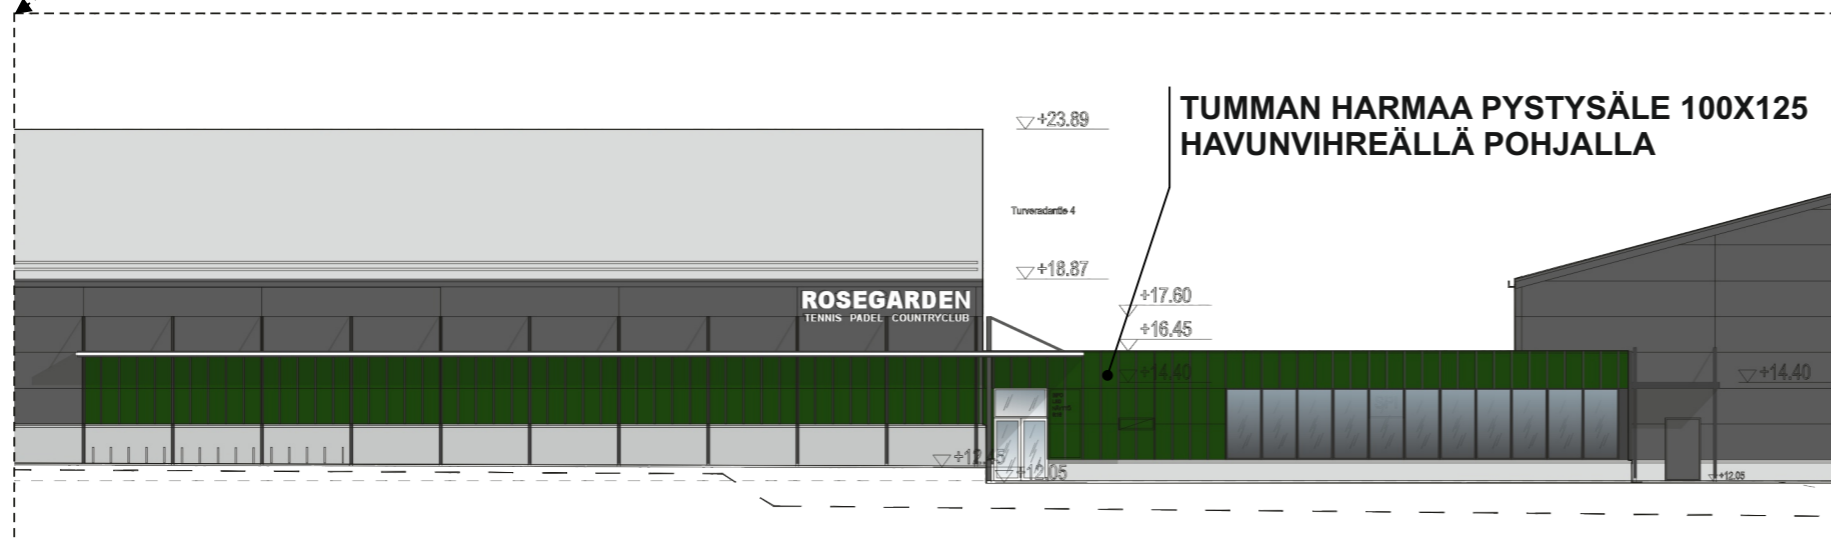 TUMMAN HARMAA PYSTYSÄLE 100X125
HAVUNVIHREÄLLÄ POHJALLA
+23.89
Turveradantie 4
+18.87
+17.60
+16.45
+14.40
+14.40
ROSEGARDEN
TENNIS PADEL COUNTRYCLUB
+12.45
+12.05
+12.05